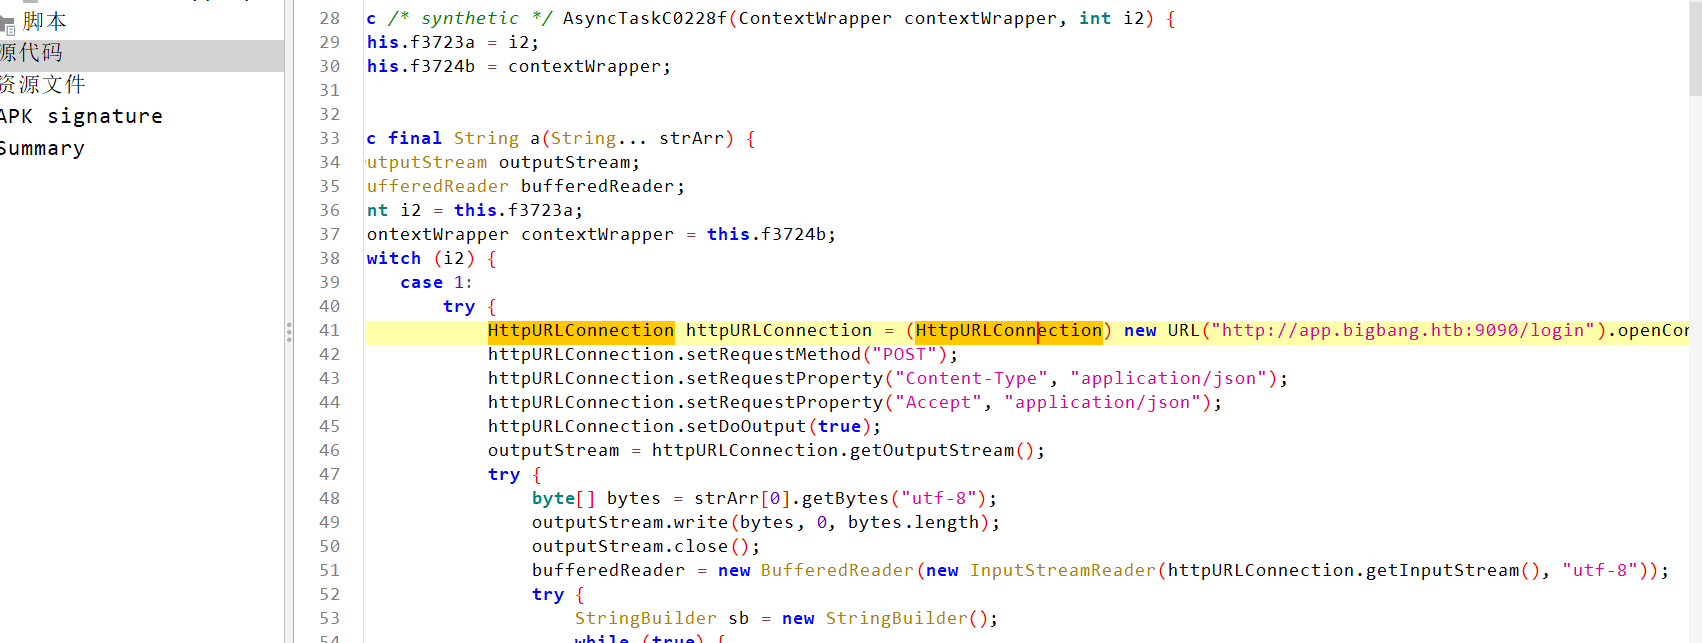 脚本
源代码
资源文件
APK signature
Summary
28 c /* synthetic */ AsyncTaskC0228f(ContextWrapper contextWrapper, int i2) {
29 his.f3723a = i2;
30 his.f3724b = contextWrapper;
31
32
33 c final String a(String... strArr) {
34 utputStream outputStream;
35 ufferedReader bufferedReader;
36 nt i2 = this.f3723a;
37 ontextWrapper contextWrapper = this.f3724b;
38 witch (i2) {
39 case 1:
40 try {
41 HttpURLConnection httpURLConnection = (HttpURLConnection) new URL("http://app.bigbang.htb:9090/login").openCor
42 httpURLConnection.setRequestMethod("POST");
43 httpURLConnection.setRequestProperty("Content-Type", "application/json");
44 httpURLConnection.setRequestProperty("Accept", "application/json");
45 httpURLConnection.setDoOutput(true);
46 outputStream = httpURLConnection.getOutputStream();
47 try {
48 byte[] bytes = strArr[0].getBytes("utf-8");
49 outputStream.write(bytes, 0, bytes.length);
50 outputStream.close();
51 bufferedReader = new BufferedReader(new InputStreamReader(httpURLConnection.getInputStream(), "utf-8"));
52 try {
53 StringBuilder sb = new StringBuilder();
54 while (true) {